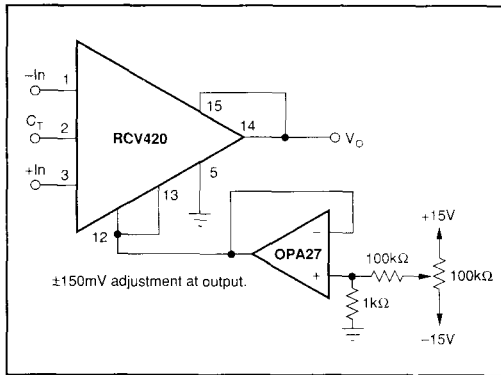 –In 1
C_T 2
+In 3
RCV420
15
14
V_O
5
13
12
±150mV adjustment at output.
OPA27
–
+
100kΩ
1kΩ
+15V
100kΩ
–15V